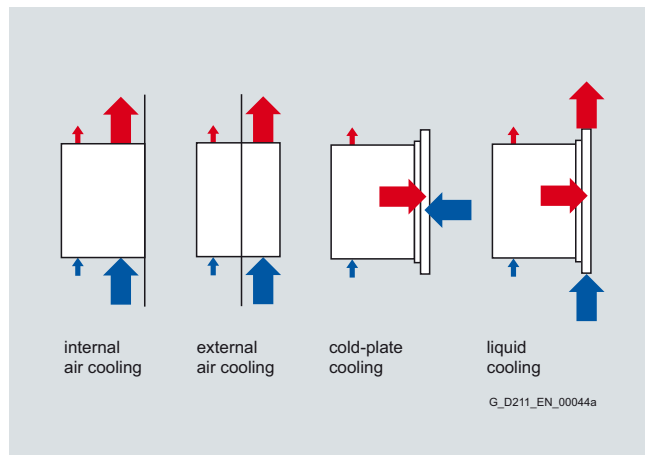 internal
air cooling
external
air cooling
cold-plate
cooling
liquid
cooling
G_D211_EN_00044a